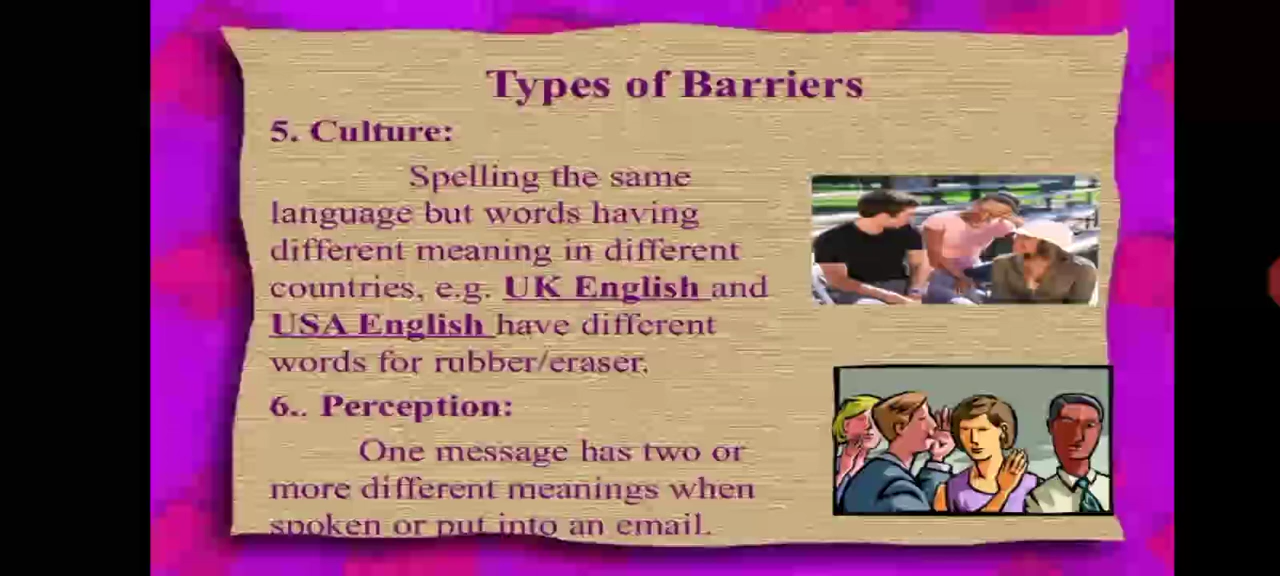 Types of Barriers
5. Culture:
Spelling the same
language but words having
different meaning in different
countries, e.g. UK English and
USA English have different
words for rubber/eraser.
6.. Perception:
One message has two or
more different meanings when
spoken or put into an email.